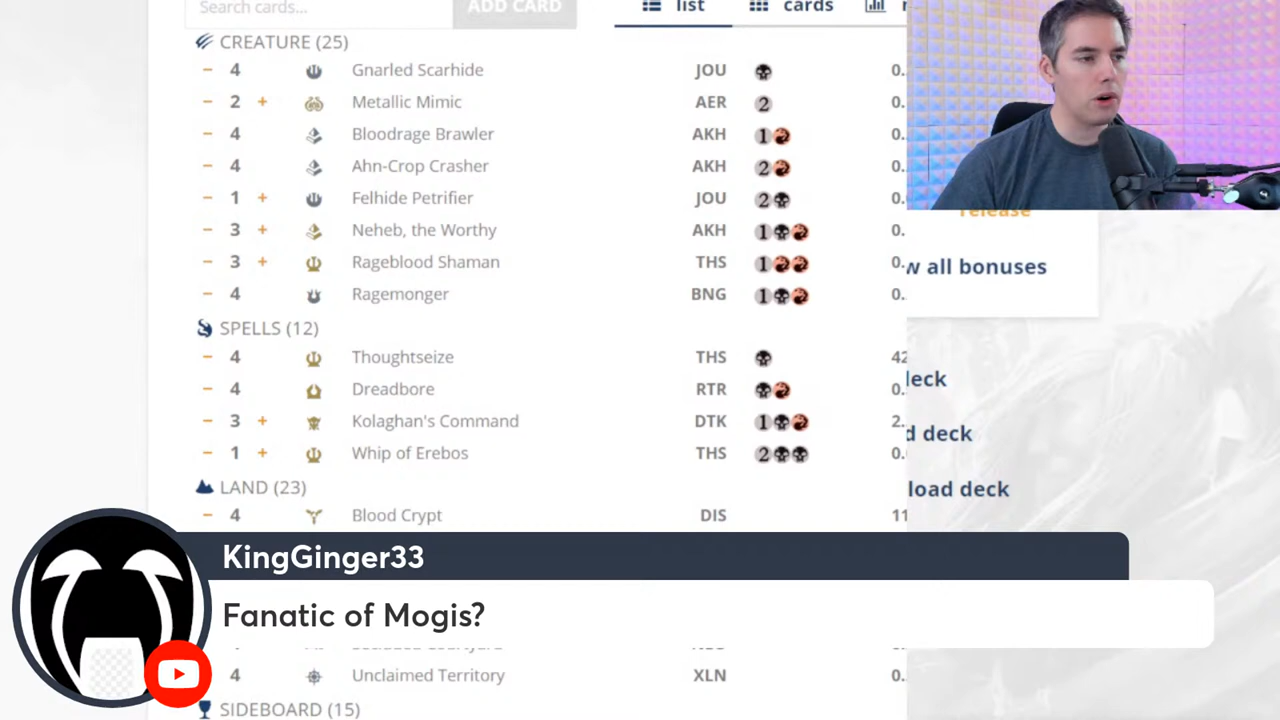 Search cards...
ADD CARD
list
cards
CREATURE (25)
− 4 Gnarled Scarhide JOU 0.
− 2 + Metallic Mimic AER 2 0.
− 4 Bloodrage Brawler AKH 1 0.
− 4 Ahn-Crop Crasher AKH 2 0.
− 1 + Felhide Petrifier JOU 2 0.
− 3 + Neheb, the Worthy AKH 1 0.
− 3 + Rageblood Shaman THS 1 0.
− 4 Ragemonger BNG 1 0.
SPELLS (12)
− 4 Thoughtseize THS 42
− 4 Dreadbore RTR 0.
− 3 + Kolaghan's Command DTK 1 2.
− 1 + Whip of Erebos THS 2 0.
LAND (23)
− 4 Blood Crypt DIS 11
4 Unclaimed Territory XLN 0.
SIDEBOARD (15)
release
w all bonuses
deck
d deck
load deck
KingGinger33
Fanatic of Mogis?